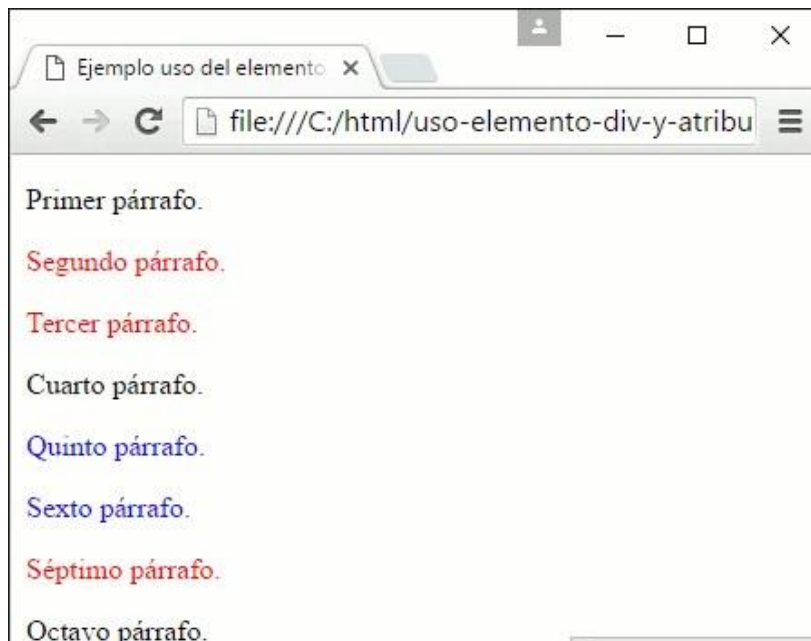 Ejemplo uso del elemento
file:///C:/html/uso-elemento-div-y-atribu
Primer párrafo.
Segundo párrafo.
Tercer párrafo.
Cuarto párrafo.
Quinto párrafo.
Sexto párrafo.
Séptimo párrafo.
Octavo párrafo.